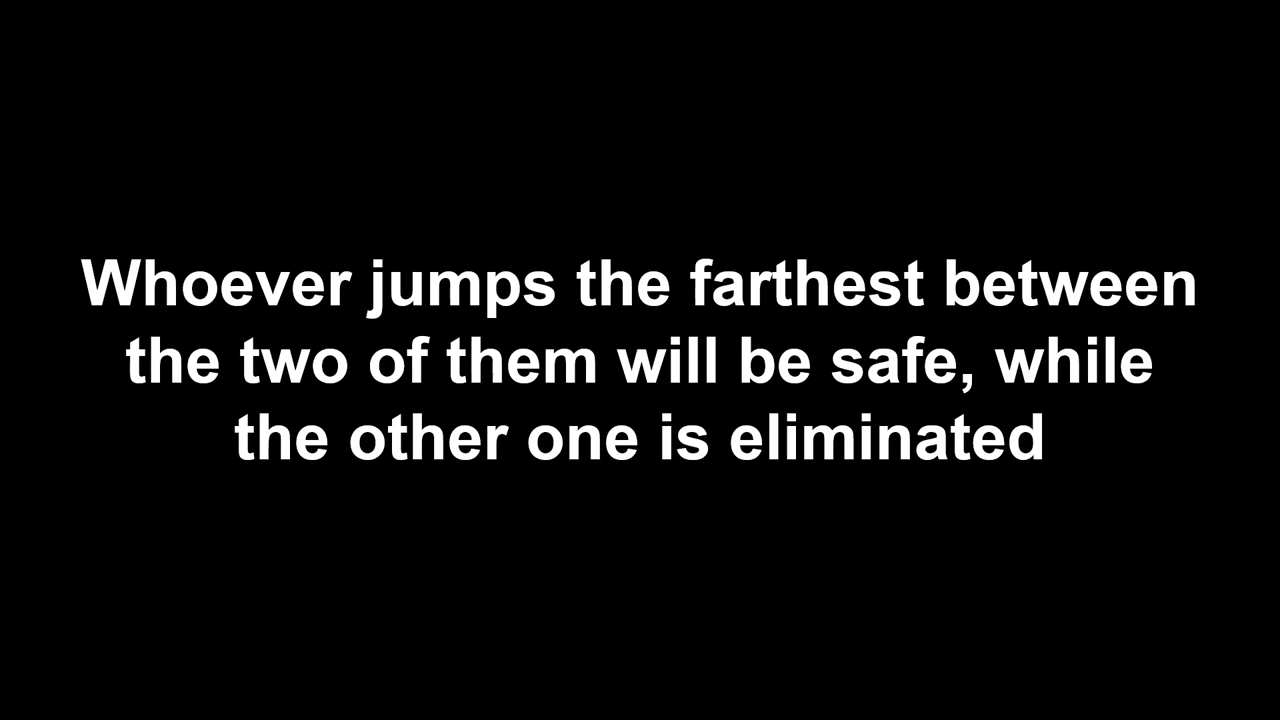 Whoever jumps the farthest between
the two of them will be safe, while
the other one is eliminated